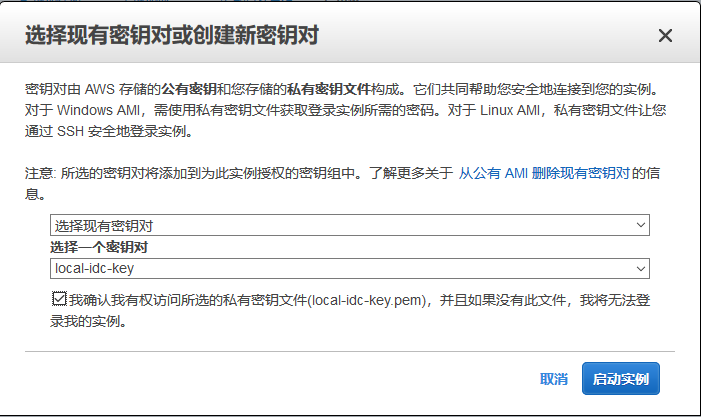 选择现有密钥对或创建新密钥对
密钥对由 AWS 存储的公有密钥和您存储的私有密钥文件构成。它们共同帮助您安全地连接到您的实例。
对于 Windows AMI，需使用私有密钥文件获取登录实例所需的密码。对于 Linux AMI，私有密钥文件让您
通过 SSH 安全地登录实例。
注意: 所选的密钥对将添加到为此实例授权的密钥组中。了解更多关于 从公有 AMI 删除现有密钥对的信
息。
选择现有密钥对
选择一个密钥对
local-idc-key
我确认我有权访问所选的私有密钥文件(local-idc-key.pem)，并且如果没有此文件，我将无法登
录我的实例。
取消 启动实例